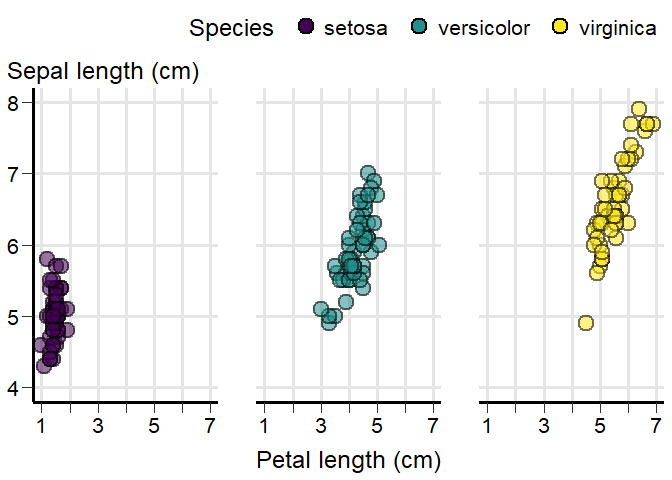 Species setosa versicolor virginica
Sepal length (cm)
8
7
6
5
4
1 3 5 7 1 3 5 7 1 3 5 7
Petal length (cm)